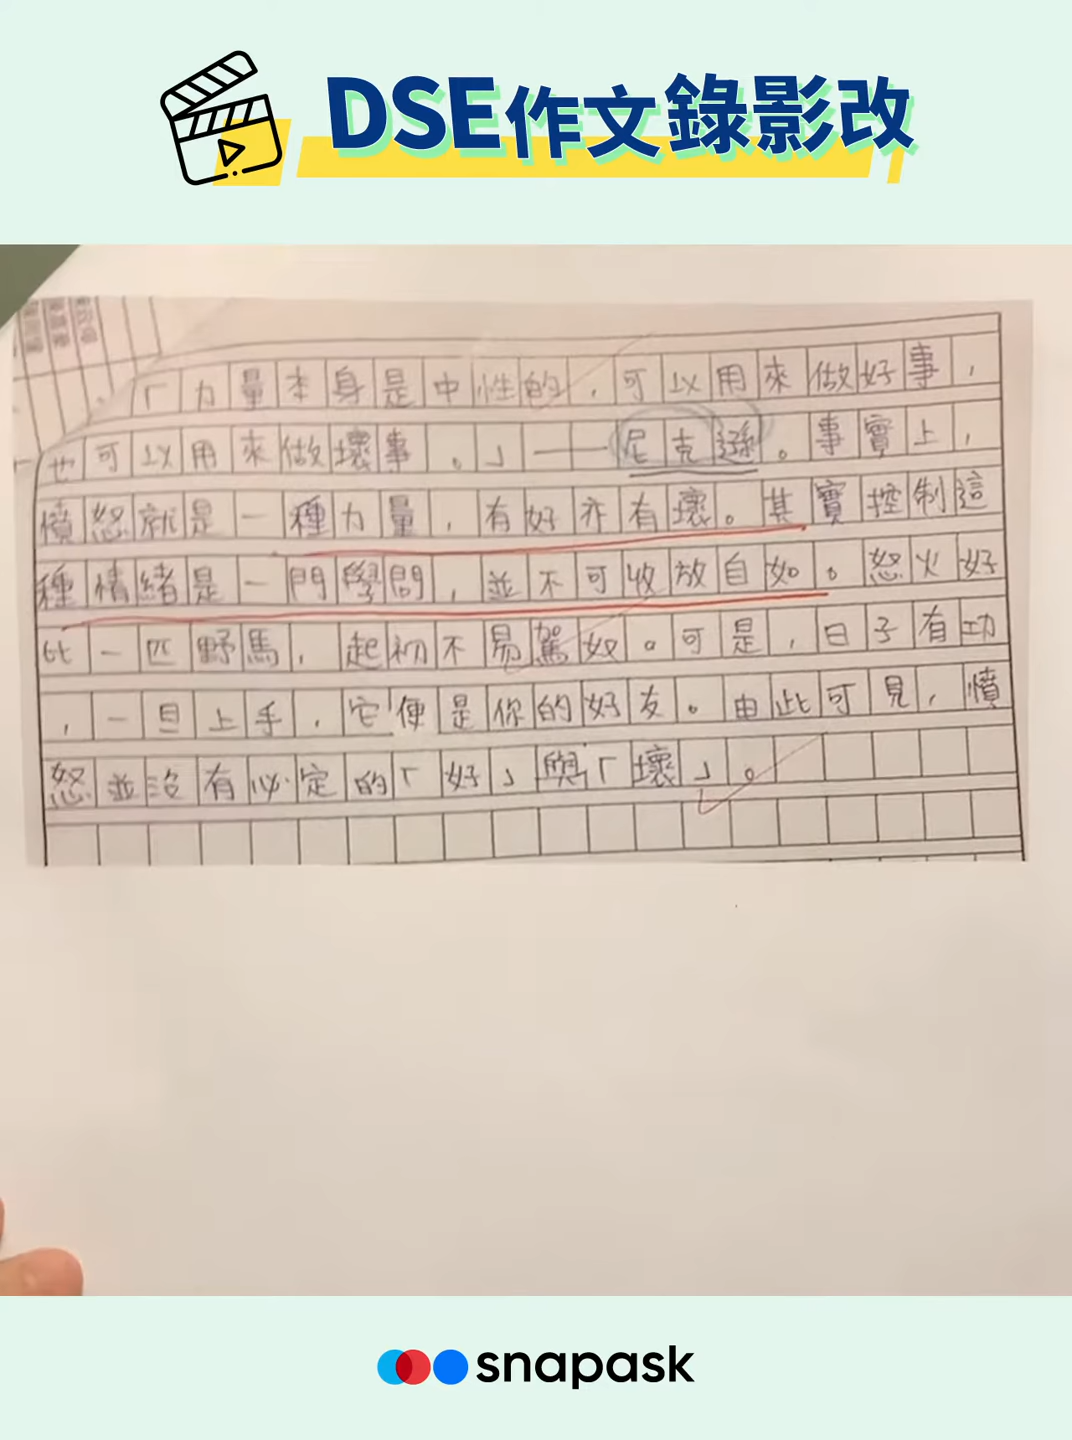 DSE作文錄影改
「力量本身是中性的，可以用來做好事，
也可以用來做壞事。」——尼克遜。事實上，
憤怒就是一種力量，有好亦有壞。其實控制這
種情緒是一門學問，並不可收放自如。怒火好
比一匹野馬，起初不易駕如。可是，日子有功
，一旦上手，它便是你的好友。由此可見，憤
怒並沒有必定的「好」與「壞」。
snapask